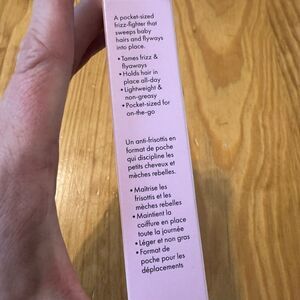 A pocket-sized
frizz-fighter that
sweeps baby
hairs and flyways
into place.
• Tames frizz &
flyaways
• Holds hair in
place all-day
• Lightweight &
non-greasy
• Pocket-sized for
on-the-go
Un anti-frisottis en
format de poche
qui discipline les
petits cheveux et
mèches rebelles.
• Maîtrise les
frisottis et les
mèches rebelles
• Maintient la
coiffure en place
toute la journée
• Léger et non gras
• Format de
poche pour les
déplacements